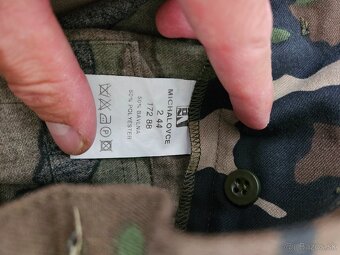 MICHALOVCE
2 44
172 88
50% BAVLNA
50% POLYESTER